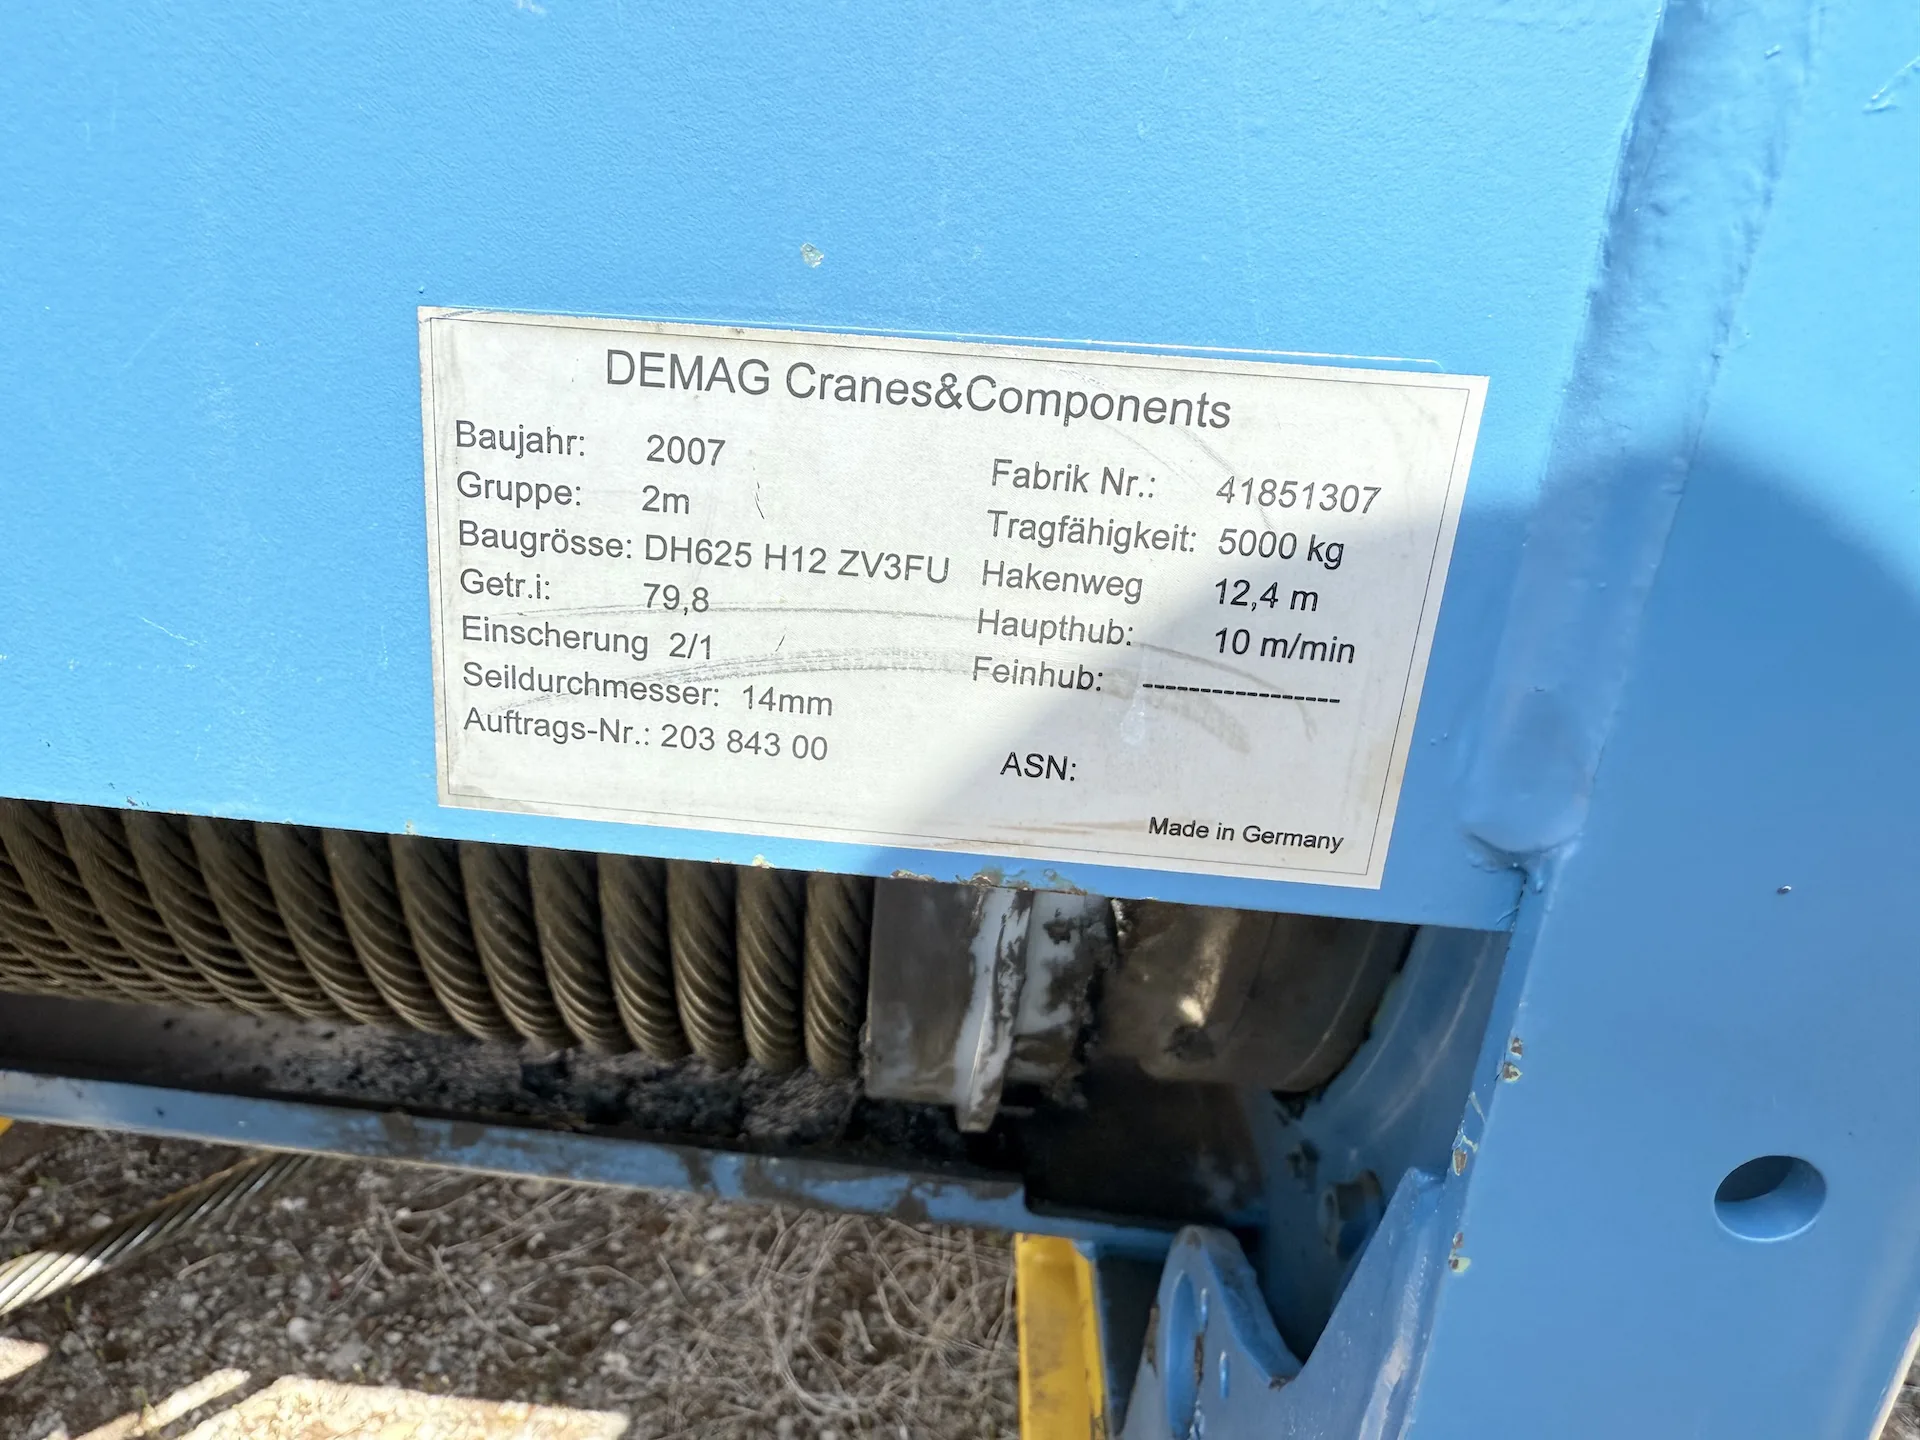 DEMAG Cranes&Components
Baujahr: 2007
Gruppe: 2m
Baugrösse: DH625 H12 ZV3FU
Getr.i: 79,8
Einscherung 2/1
Seildurchmesser: 14mm
Auftrags-Nr.: 203 843 00
Fabrik Nr.: 41851307
Tragfähigkeit: 5000 kg
Hakenweg 12,4 m
Haupthub: 10 m/min
Feinhub: -----------------
ASN:
Made in Germany